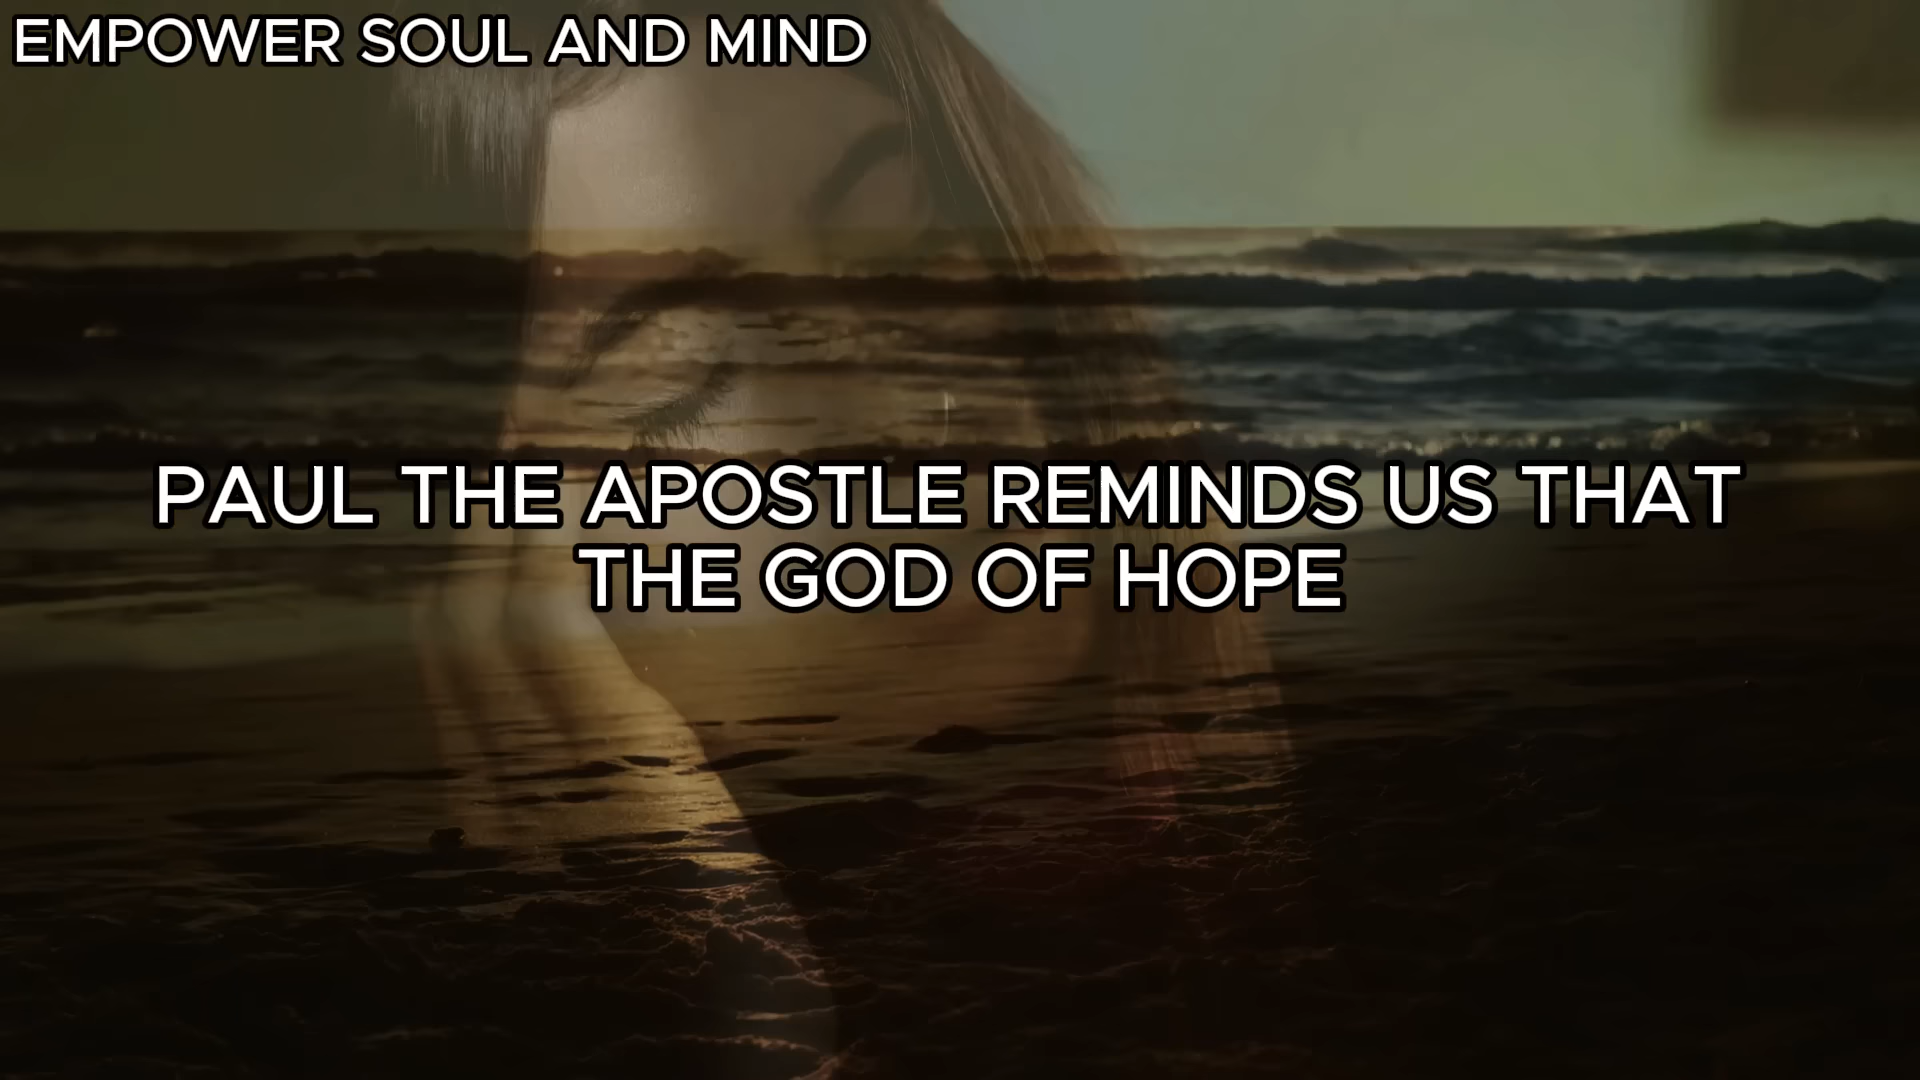 EMPOWER SOUL AND MIND
PAUL THE APOSTLE REMINDS US THAT
THE GOD OF HOPE